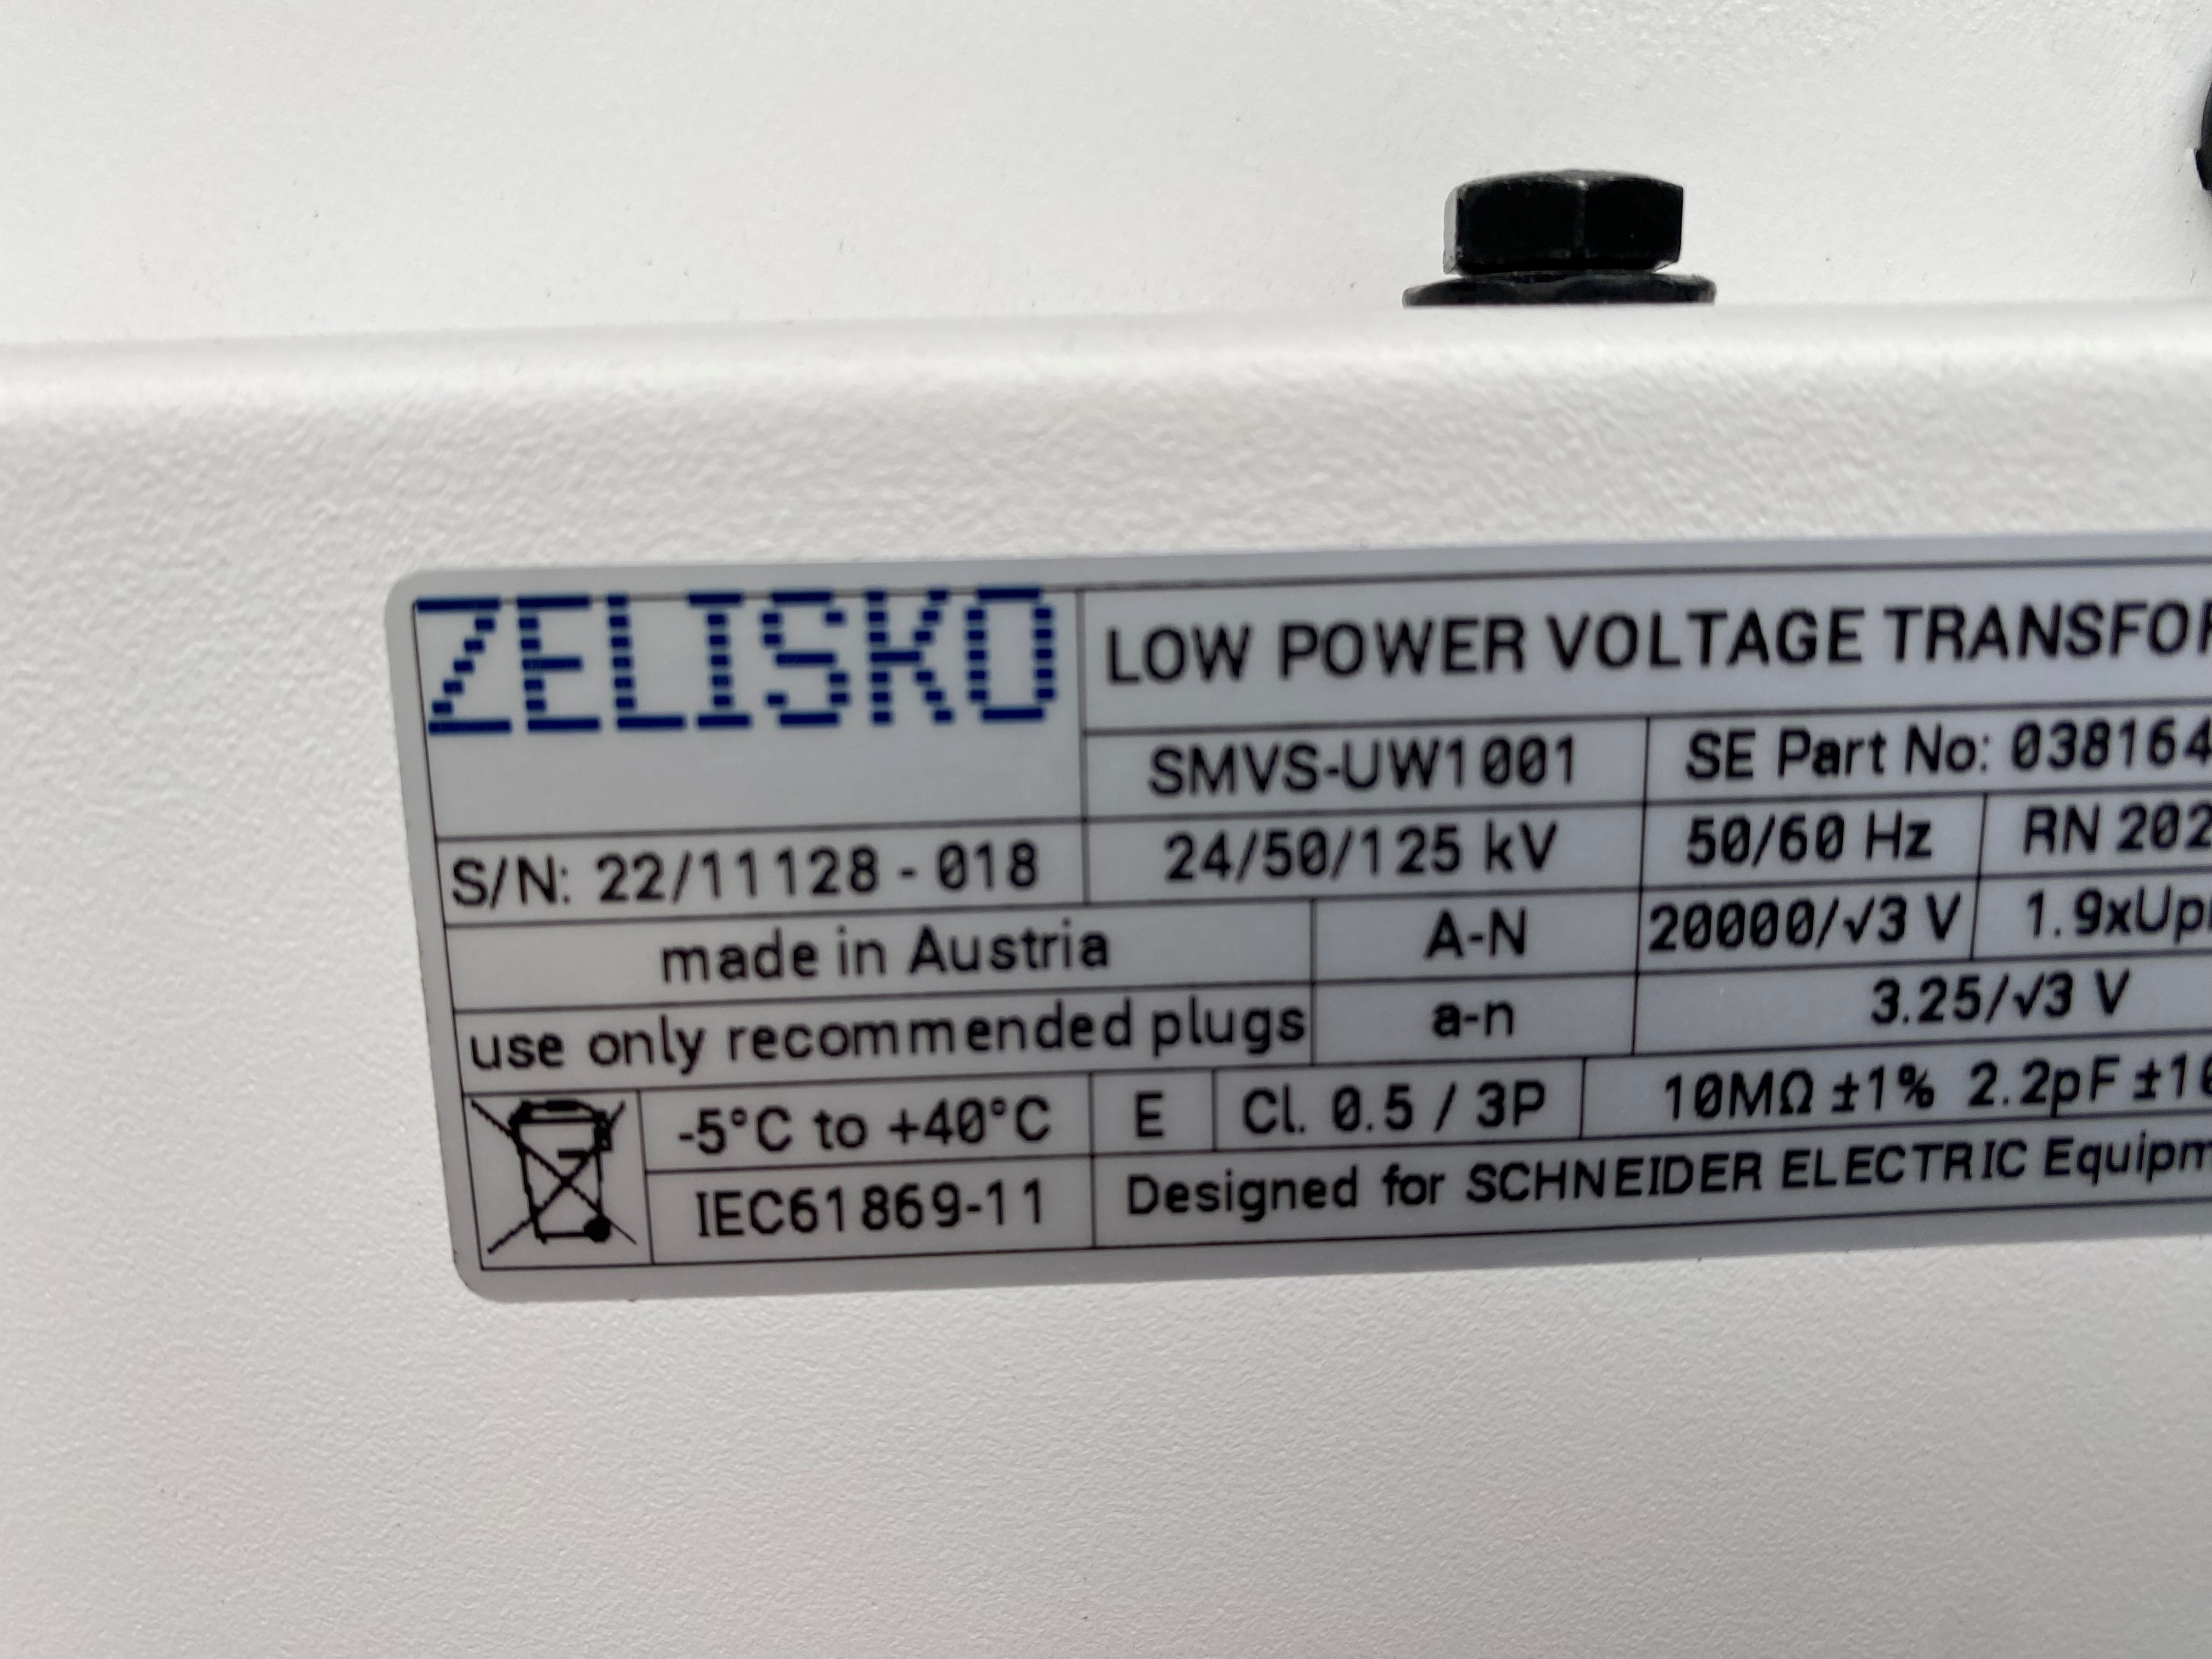 ZELISKO
LOW POWER VOLTAGE TRANSFOR
SMVS-UW1001
SE Part No: 038164
S/N: 22/11128 - 018
24/50/125 kV
50/60 Hz
RN 202
made in Austria
A-N
20000/√3 V
1.9xUp
use only recommended plugs
a-n
3.25/√3 V
-5°C to +40°C
E
Cl. 0.5 / 3P
10MΩ ±1% 2.2pF ±10
IEC61869-11
Designed for SCHNEIDER ELECTRIC Equipm